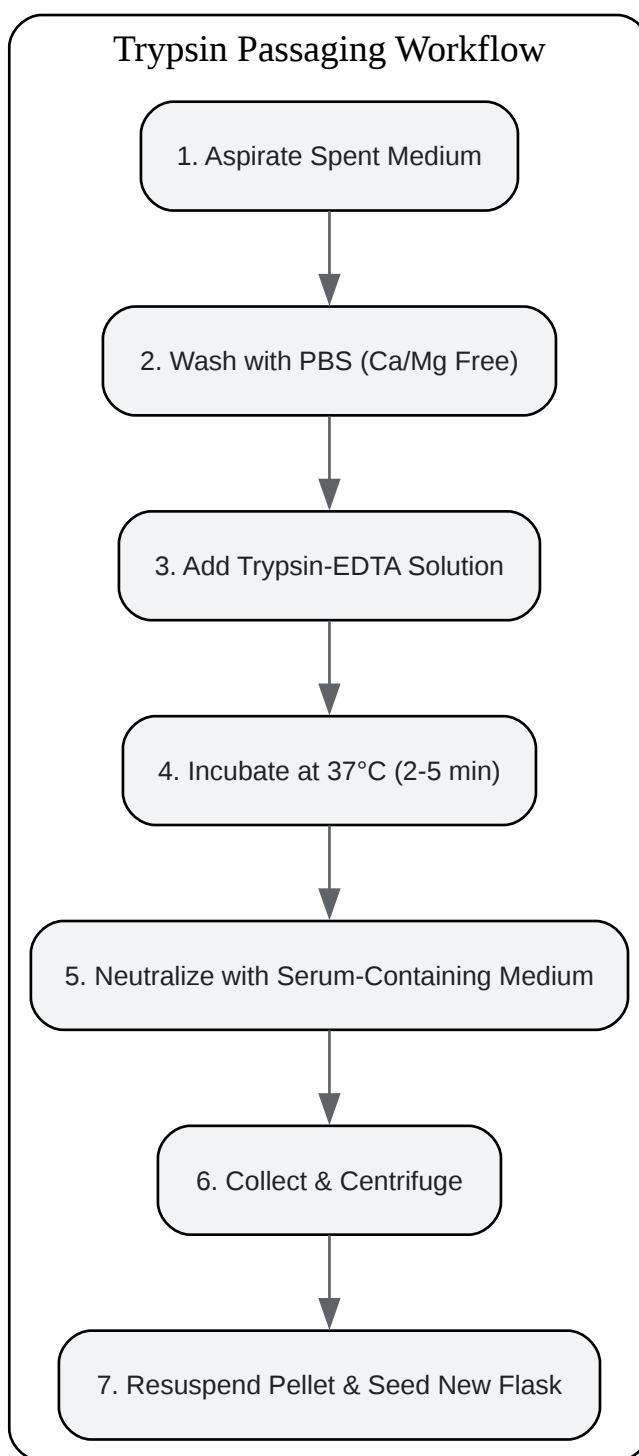 Trypsin Passaging Workflow
1. Aspirate Spent Medium
2. Wash with PBS (Ca/Mg Free)
3. Add Trypsin-EDTA Solution
4. Incubate at 37°C (2-5 min)
5. Neutralize with Serum-Containing Medium
6. Collect & Centrifuge
7. Resuspend Pellet & Seed New Flask